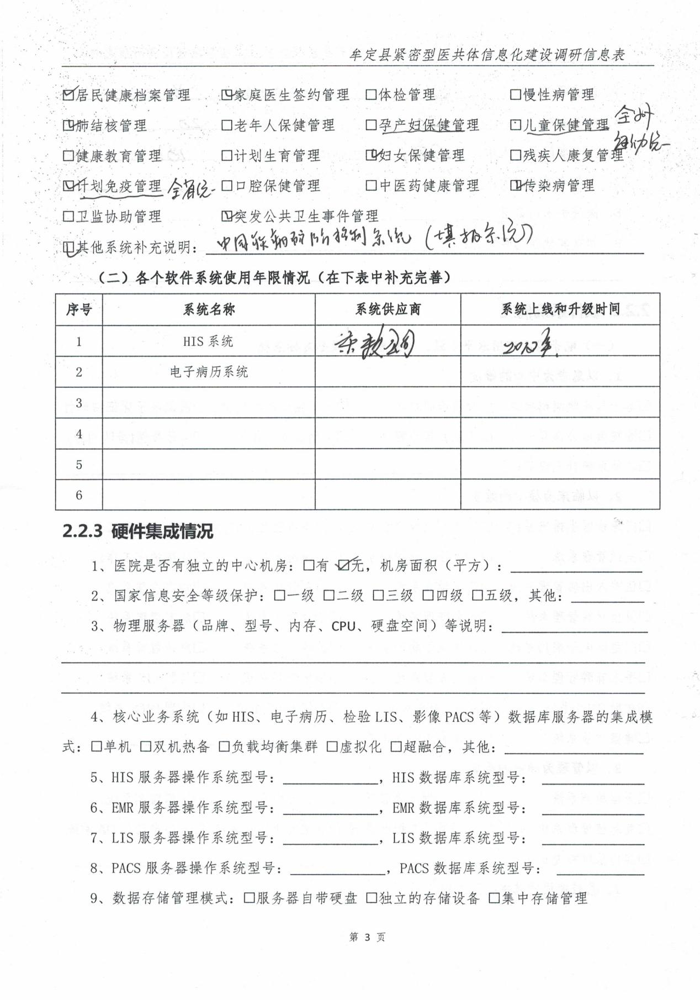 牟定县紧密型医共体信息化建设调研信息表
☑居民健康档案管理 ☑家庭医生签约管理 □体检管理 □慢性病管理
☑肺结核管理 □老年人保健管理 □孕产妇保健管理 □儿童保健管理 全州
□健康教育管理 □计划生育管理 ☑妇女保健管理 □残疾人康复管理
☑计划免疫管理 全省统一 □口腔保健管理 □中医药健康管理 ☑传染病管理
□卫监协助管理 ☑突发公共卫生事件管理
☑其他系统补充说明：中国疾病预防控制系统（填报系统）
（二）各个软件系统使用年限情况（在下表中补充完善）
序号 系统名称 系统供应商 系统上线和升级时间
1 HIS 系统
2 电子病历系统
3
4
5
6
2.2.3 硬件集成情况
1、医院是否有独立的中心机房：□有 ☑无，机房面积（平方）：
2、国家信息安全等级保护：□一级 □二级 □三级 □四级 □五级，其他：
3、物理服务器（品牌、型号、内存、CPU、硬盘空间）等说明：
4、核心业务系统（如 HIS、电子病历、检验 LIS、影像 PACS 等）数据库服务器的集成模
式：□单机 □双机热备 □负载均衡集群 □虚拟化 □超融合，其他：
5、HIS 服务器操作系统型号：，HIS 数据库系统型号：
6、EMR 服务器操作系统型号：，EMR 数据库系统型号：
7、LIS 服务器操作系统型号：，LIS 数据库系统型号：
8、PACS 服务器操作系统型号：，PACS 数据库系统型号：
9、数据存储管理模式：□服务器自带硬盘 □独立的存储设备 □集中存储管理
第 3 页